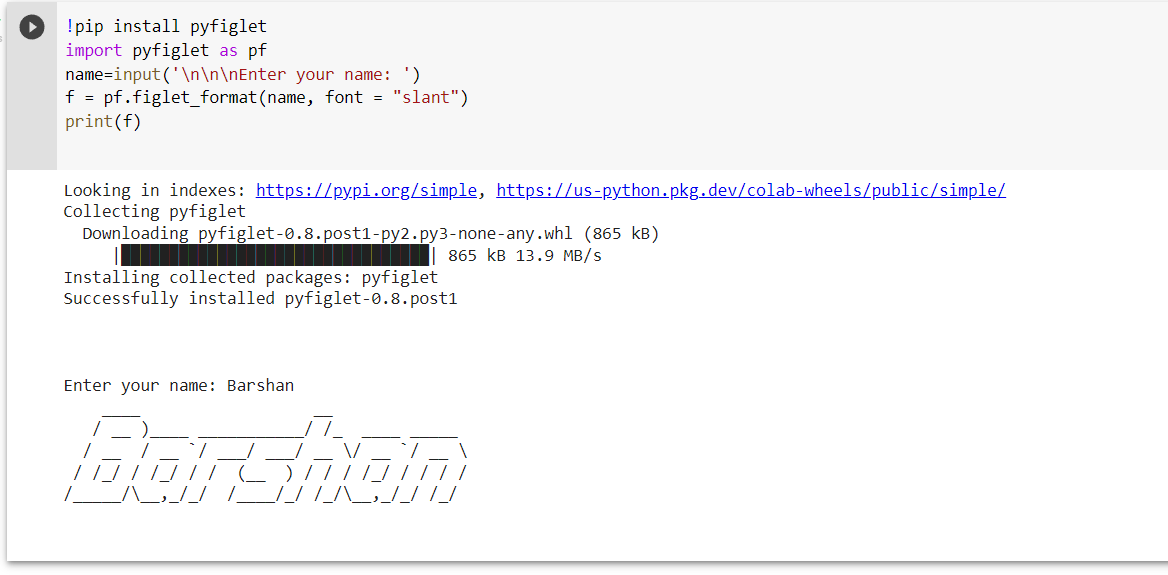 !pip install pyfiglet
import pyfiglet as pf
name=input('\n\n\nEnter your name: ')
f = pf.figlet_format(name, font = "slant")
print(f)
Looking in indexes: https://pypi.org/simple, https://us-python.pkg.dev/colab-wheels/public/simple/
Collecting pyfiglet
  Downloading pyfiglet-0.8.post1-py2.py3-none-any.whl (865 kB)
     |████████████████████████████████| 865 kB 13.9 MB/s
Installing collected packages: pyfiglet
Successfully installed pyfiglet-0.8.post1
Enter your name: Barshan
    ____                  __
   / __ )____ ___________/ /_  ____ _____
  / __  / __ `/ ___/ ___/ __ \/ __ `/ __ \
 / /_/ / /_/ / /  (__  ) / / / /_/ / / / /
/_____/\__,_/_/  /____/_/ /_/\__,_/_/ /_/